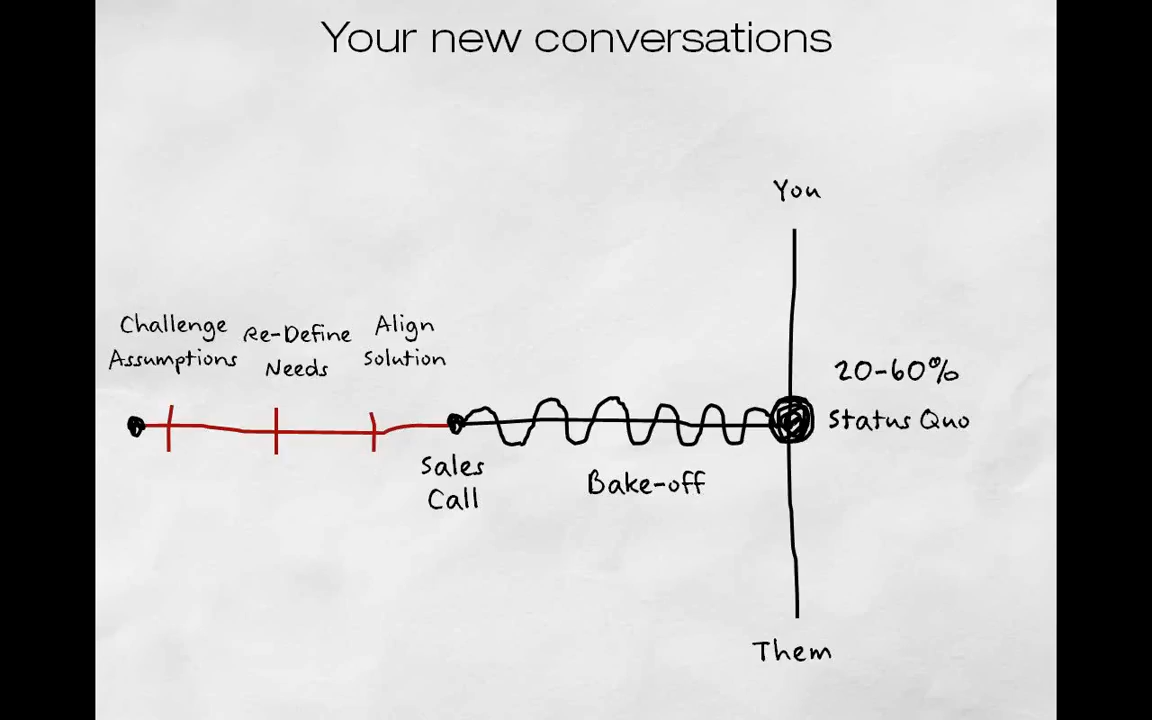 Your new conversations
You
Challenge
Assumptions
Re-Define
Needs
Align
Solution
20-60%
Status Quo
Sales
Call
Bake-off
Them